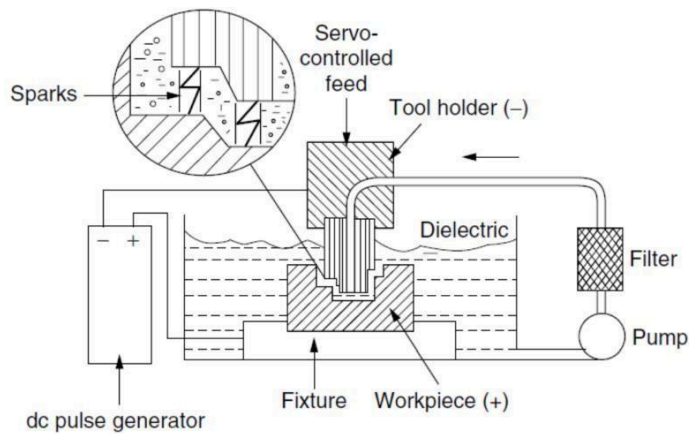 Servo-
controlled
feed
Sparks
Tool holder (−)
Dielectric
− +
Filter
Pump
Fixture
Workpiece (+)
dc pulse generator